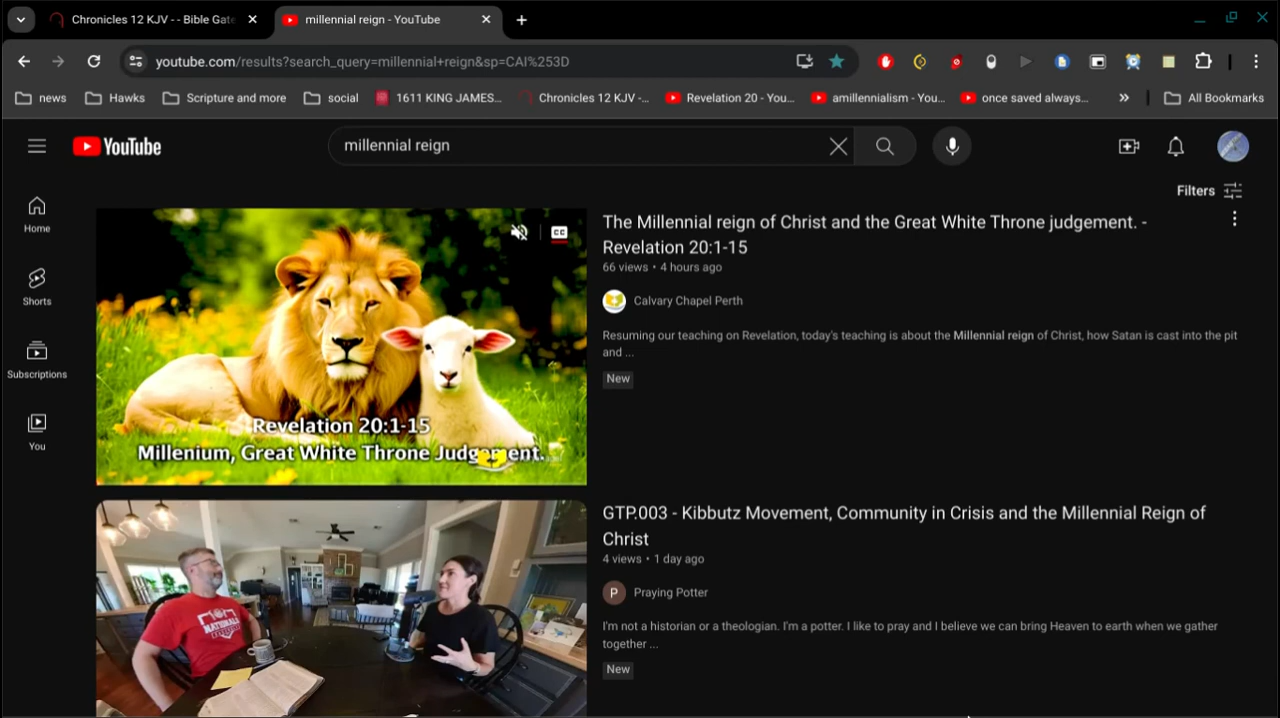 Chronicles 12 KJV - - Bible Gate
millennial reign - YouTube
youtube.com/results?search_query=millennial+reign&sp=CAI%253D
news
Hawks
Scripture and more
social
1611 KING JAMES...
Chronicles 12 KJV -...
Revelation 20 - You...
amillennialism - You...
once saved always...
All Bookmarks
YouTube
millennial reign
Filters
Home
Shorts
Subscriptions
You
CC
Revelation 20:1-15
Millenium, Great White Throne Judgement.
The Millennial reign of Christ and the Great White Throne judgement. -
Revelation 20:1-15
66 views • 4 hours ago
Calvary Chapel Perth
Resuming our teaching on Revelation, today's teaching is about the Millennial reign of Christ, how Satan is cast into the pit
and ...
New
NATIONALS
GTP.003 - Kibbutz Movement, Community in Crisis and the Millennial Reign of
Christ
4 views • 1 day ago
P
Praying Potter
I'm not a historian or a theologian. I'm a potter. I like to pray and I believe we can bring Heaven to earth when we gather
together ...
New